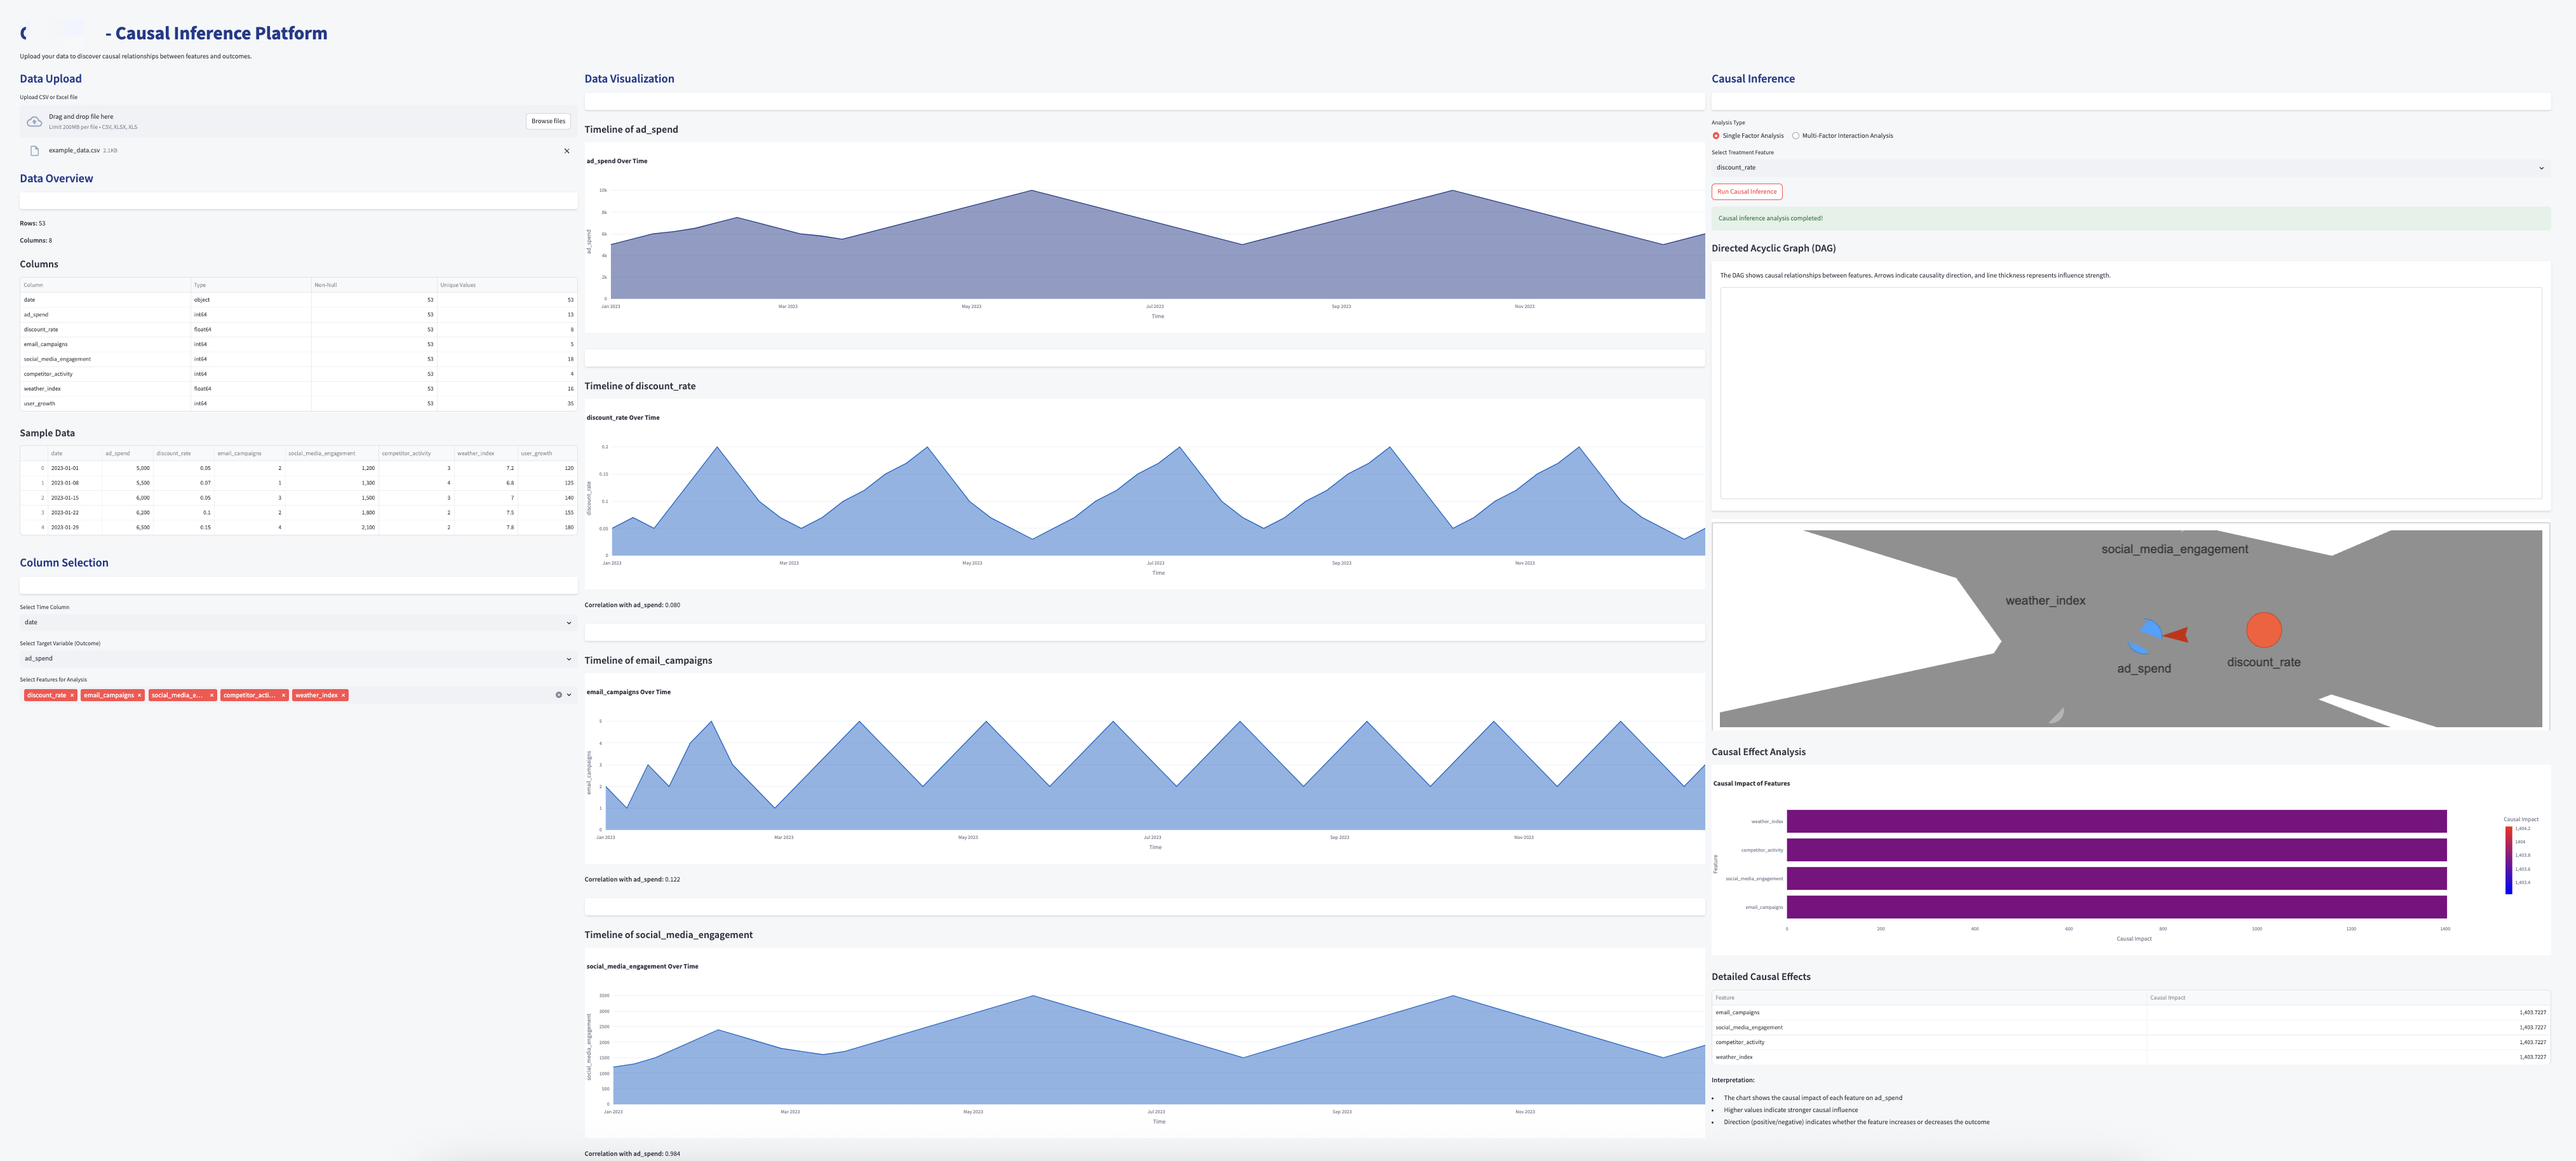 - Causal Inference Platform
Upload your data to discover causal relationships between features and outcomes.
Data Upload
Upload CSV or Excel file
Drag and drop file here
Limit 200MB per file • CSV, XLSX, XLS
Browse files
example_data.csv 2.1KB
Data Overview
Rows: 53
Columns: 8
Columns
Column Type Non-null Unique Values
date object 53 53
ad_spend int64 53 13
discount_rate float64 53 8
email_campaigns int64 53 5
social_media_engagement int64 53 18
competitor_activity int64 53 4
weather_index float64 53 16
user_growth int64 53 35
Sample Data
date ad_spend discount_rate email_campaigns social_media_engagement competitor_activity weather_index user_growth
0 2023-01-01 5,000 0.05 2 1,200 3 7.2 120
1 2023-01-08 5,500 0.07 1 1,300 4 6.8 125
2 2023-01-15 6,000 0.05 3 1,500 3 7 140
3 2023-01-22 6,200 0.1 2 1,800 2 7.5 155
4 2023-01-29 6,500 0.15 4 2,100 2 7.8 180
Column Selection
Select Time Column
date
Select Target Variable (Outcome)
ad_spend
Select Features for Analysis
discount_rate × email_campaigns × social_media_e... × competitor_acti... × weather_index ×
Data Visualization
Timeline of ad_spend
ad_spend Over Time
10k
8k
6k
4k
2k
0
ad_spend
Jan 2023 Mar 2023 May 2023 Jul 2023 Sep 2023 Nov 2023
Time
Timeline of discount_rate
discount_rate Over Time
0.2
0.15
0.1
0.05
0
discount_rate
Jan 2023 Mar 2023 May 2023 Jul 2023 Sep 2023 Nov 2023
Time
Correlation with ad_spend: 0.080
Timeline of email_campaigns
email_campaigns Over Time
5
4
3
2
1
0
email_campaigns
Jan 2023 Mar 2023 May 2023 Jul 2023 Sep 2023 Nov 2023
Time
Correlation with ad_spend: 0.122
Timeline of social_media_engagement
social_media_engagement Over Time
3500
3000
2500
2000
1500
1000
500
0
social_media_engagement
Jan 2023 Mar 2023 May 2023 Jul 2023 Sep 2023 Nov 2023
Time
Correlation with ad_spend: 0.984
Causal Inference
Analysis Type
Single Factor Analysis Multi-Factor Interaction Analysis
Select Treatment Feature
discount_rate
Run Causal Inference
Causal inference analysis completed!
Directed Acyclic Graph (DAG)
The DAG shows causal relationships between features. Arrows indicate causality direction, and line thickness represents influence strength.
social_media_engagement
weather_index
ad_spend
discount_rate
Causal Effect Analysis
Causal Impact of Features
weather_index
competitor_activity
social_media_engagement
email_campaigns
Feature
0 200 400 600 800 1000 1200 1400
Causal Impact
Causal Impact
1,404.2
1404
1,403.8
1,403.6
1,403.4
Detailed Causal Effects
Feature Causal Impact
email_campaigns 1,403.7227
social_media_engagement 1,403.7227
competitor_activity 1,403.7227
weather_index 1,403.7227
Interpretation:
• The chart shows the causal impact of each feature on ad_spend
• Higher values indicate stronger causal influence
• Direction (positive/negative) indicates whether the feature increases or decreases the outcome